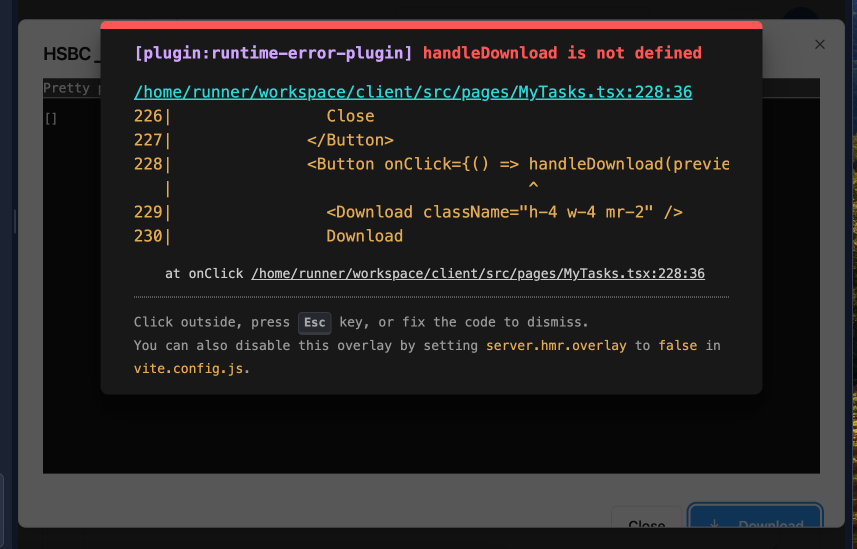 HSBC_
[plugin:runtime-error-plugin] handleDownload is not defined
Pretty
/home/runner/workspace/client/src/pages/MyTasks.tsx:228:36
[]
226|                Close
227|              </Button>
228|              <Button onClick={() => handleDownload(previe
   |                                     ^
229|                <Download className="h-4 w-4 mr-2" />
230|                Download
at onClick /home/runner/workspace/client/src/pages/MyTasks.tsx:228:36
Click outside, press Esc key, or fix the code to dismiss.
You can also disable this overlay by setting server.hmr.overlay to false in
vite.config.js.
Close Download